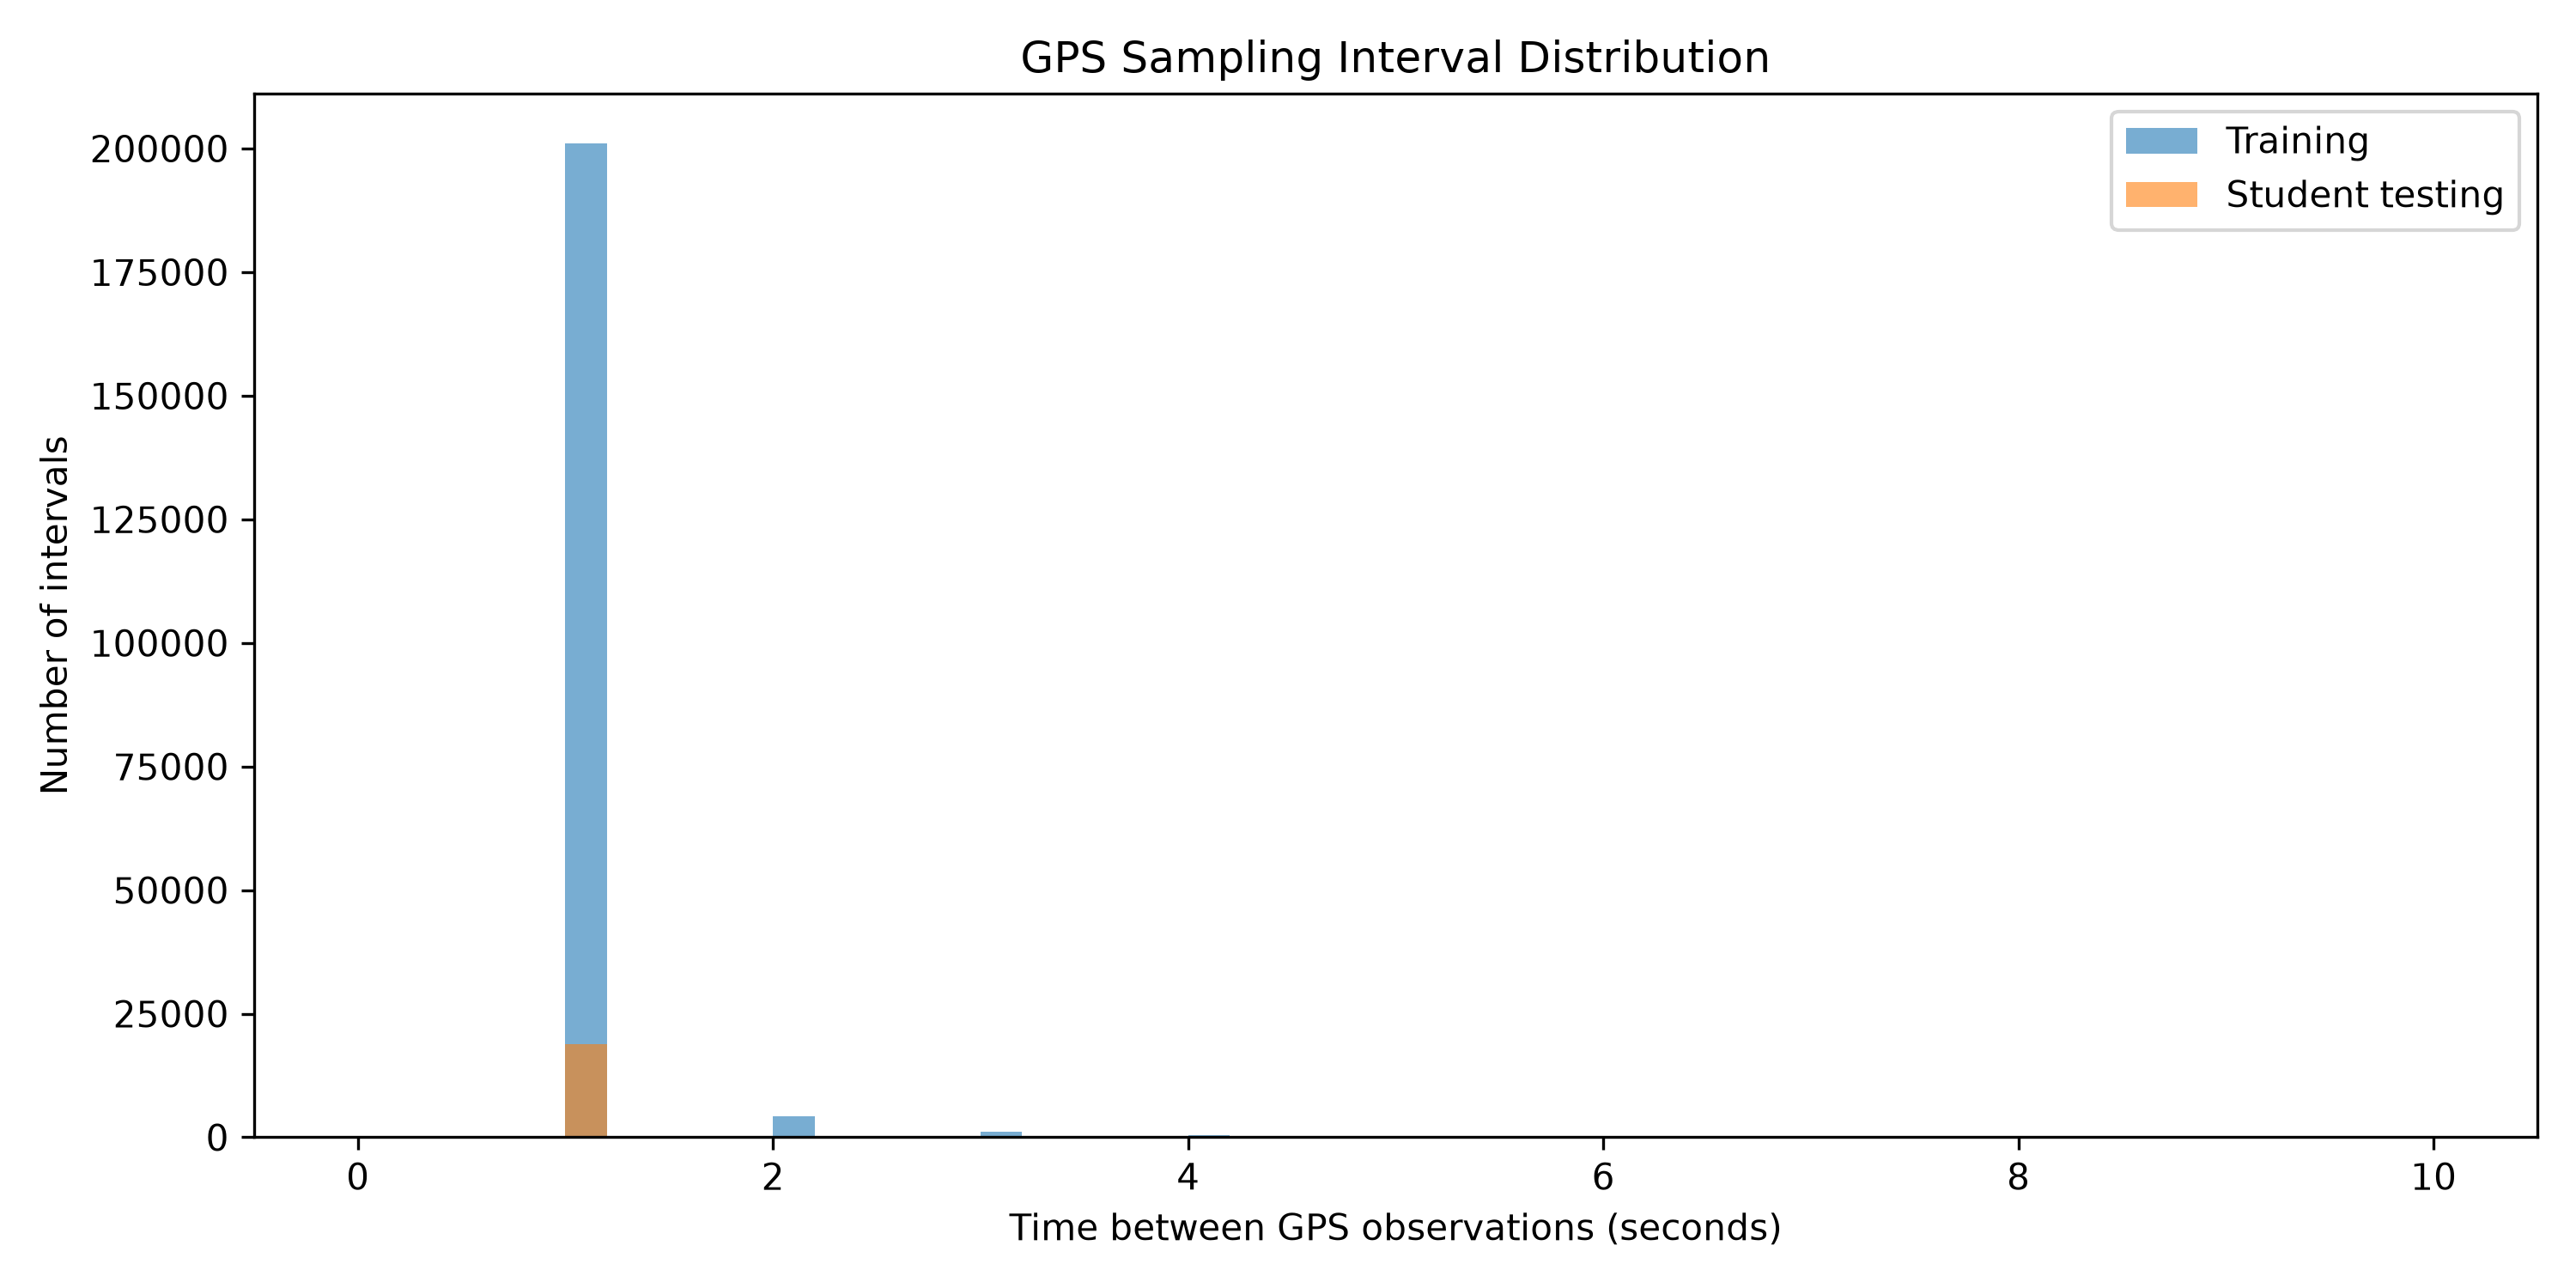 GPS Sampling Interval Distribution
Training
Student testing
200000
175000
150000
125000
100000
75000
50000
25000
0
Number of intervals
0 2 4 6 8 10
Time between GPS observations (seconds)